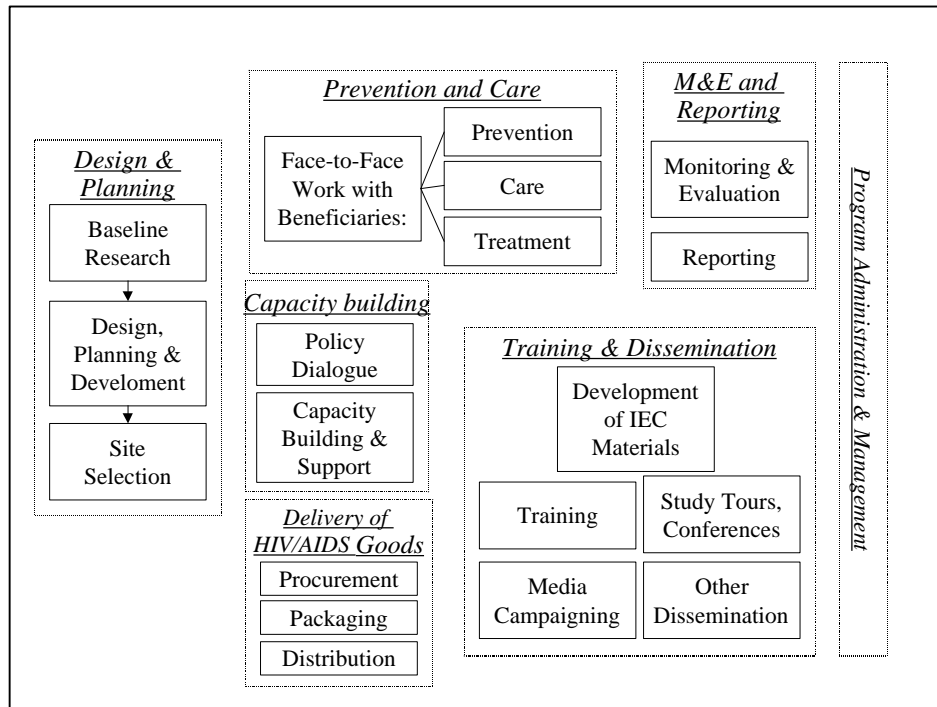 Design &
Planning
Baseline
Research
Design,
Planning &
Develoment
Site
Selection
Prevention and Care
Face-to-Face
Work with
Beneficiaries:
Prevention
Care
Treatment
Capacity building
Policy
Dialogue
Capacity
Building &
Support
Delivery of
HIV/AIDS Goods
Procurement
Packaging
Distribution
M&E and
Reporting
Monitoring &
Evaluation
Reporting
Training & Dissemination
Development
of IEC
Materials
Training
Study Tours,
Conferences
Media
Campaigning
Other
Dissemination
Program Administration & Management